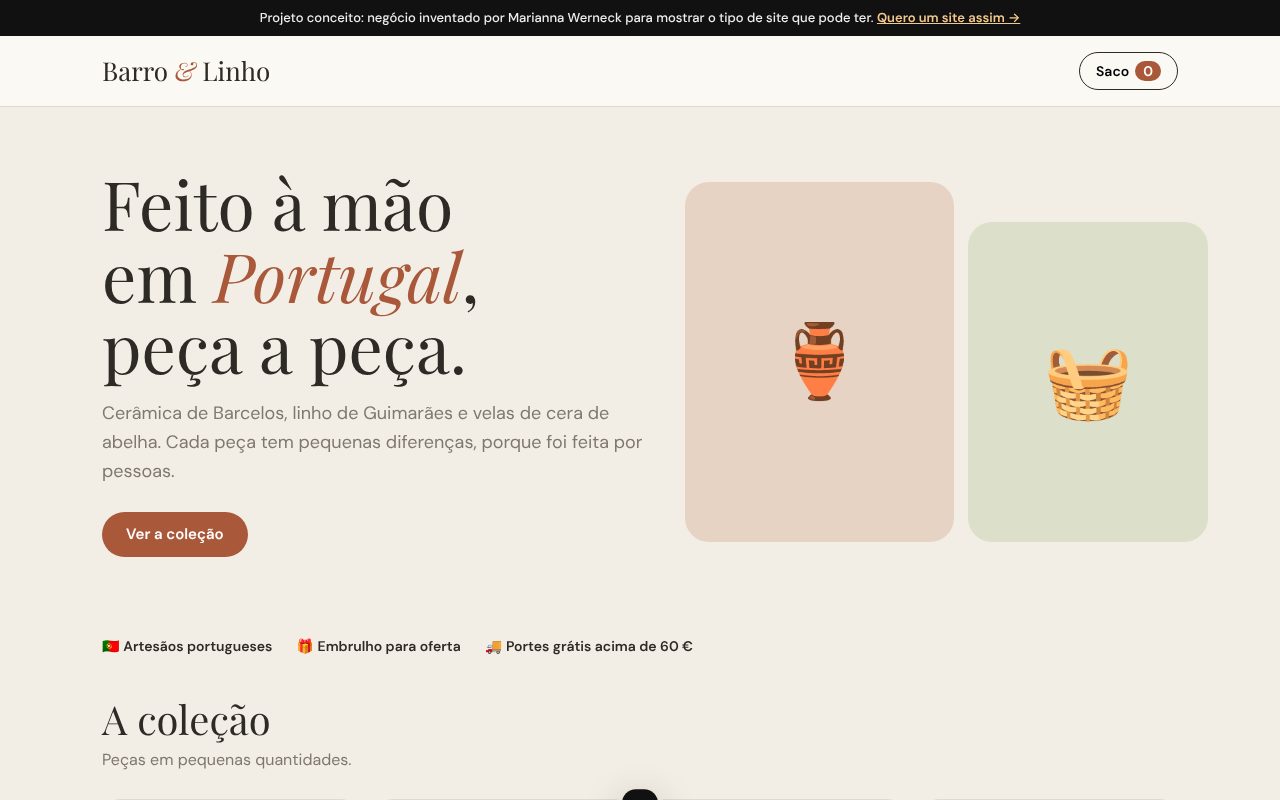 Projeto conceito: negócio inventado por Marianna Werneck para mostrar o tipo de site que pode ter. Quero um site assim →
Barro & Linho
Saco 0
Feito à mão
em Portugal,
peça a peça.
Cerâmica de Barcelos, linho de Guimarães e velas de cera de
abelha. Cada peça tem pequenas diferenças, porque foi feita por
pessoas.
Ver a coleção
🇵🇹 Artesãos portugueses
🎁 Embrulho para oferta
🚚 Portes grátis acima de 60 €
A coleção
Peças em pequenas quantidades.